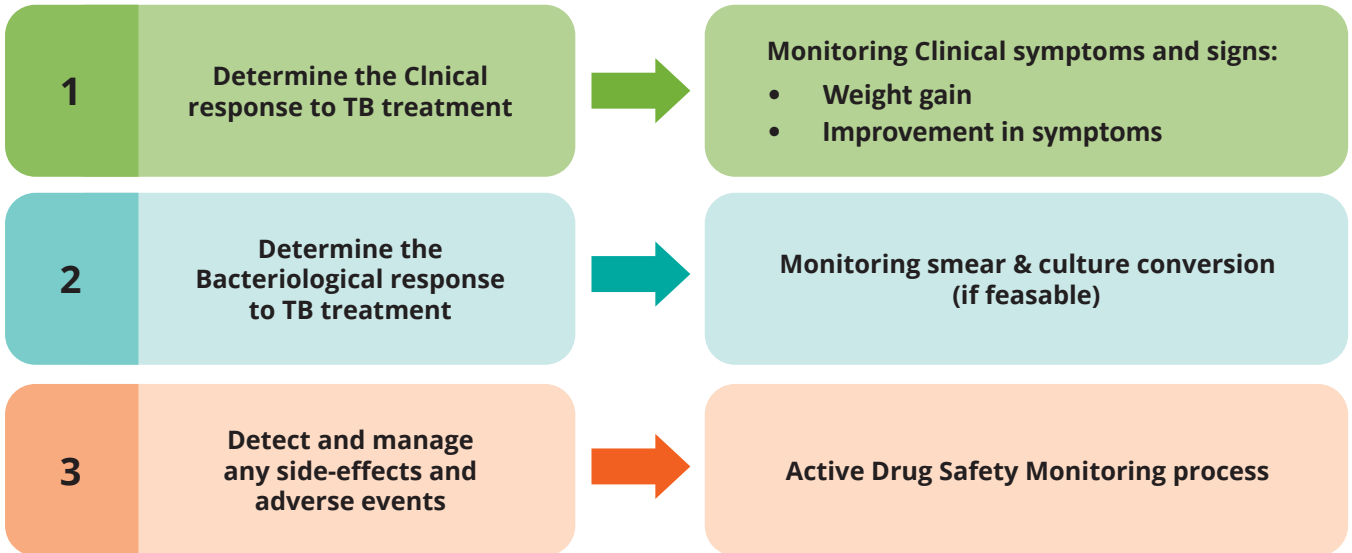 1
Determine the Clnical
response to TB treatment
Monitoring Clinical symptoms and signs:
• Weight gain
• Improvement in symptoms
2
Determine the
Bacteriological response
to TB treatment
Monitoring smear & culture conversion
(if feasable)
3
Detect and manage
any side-effects and
adverse events
Active Drug Safety Monitoring process